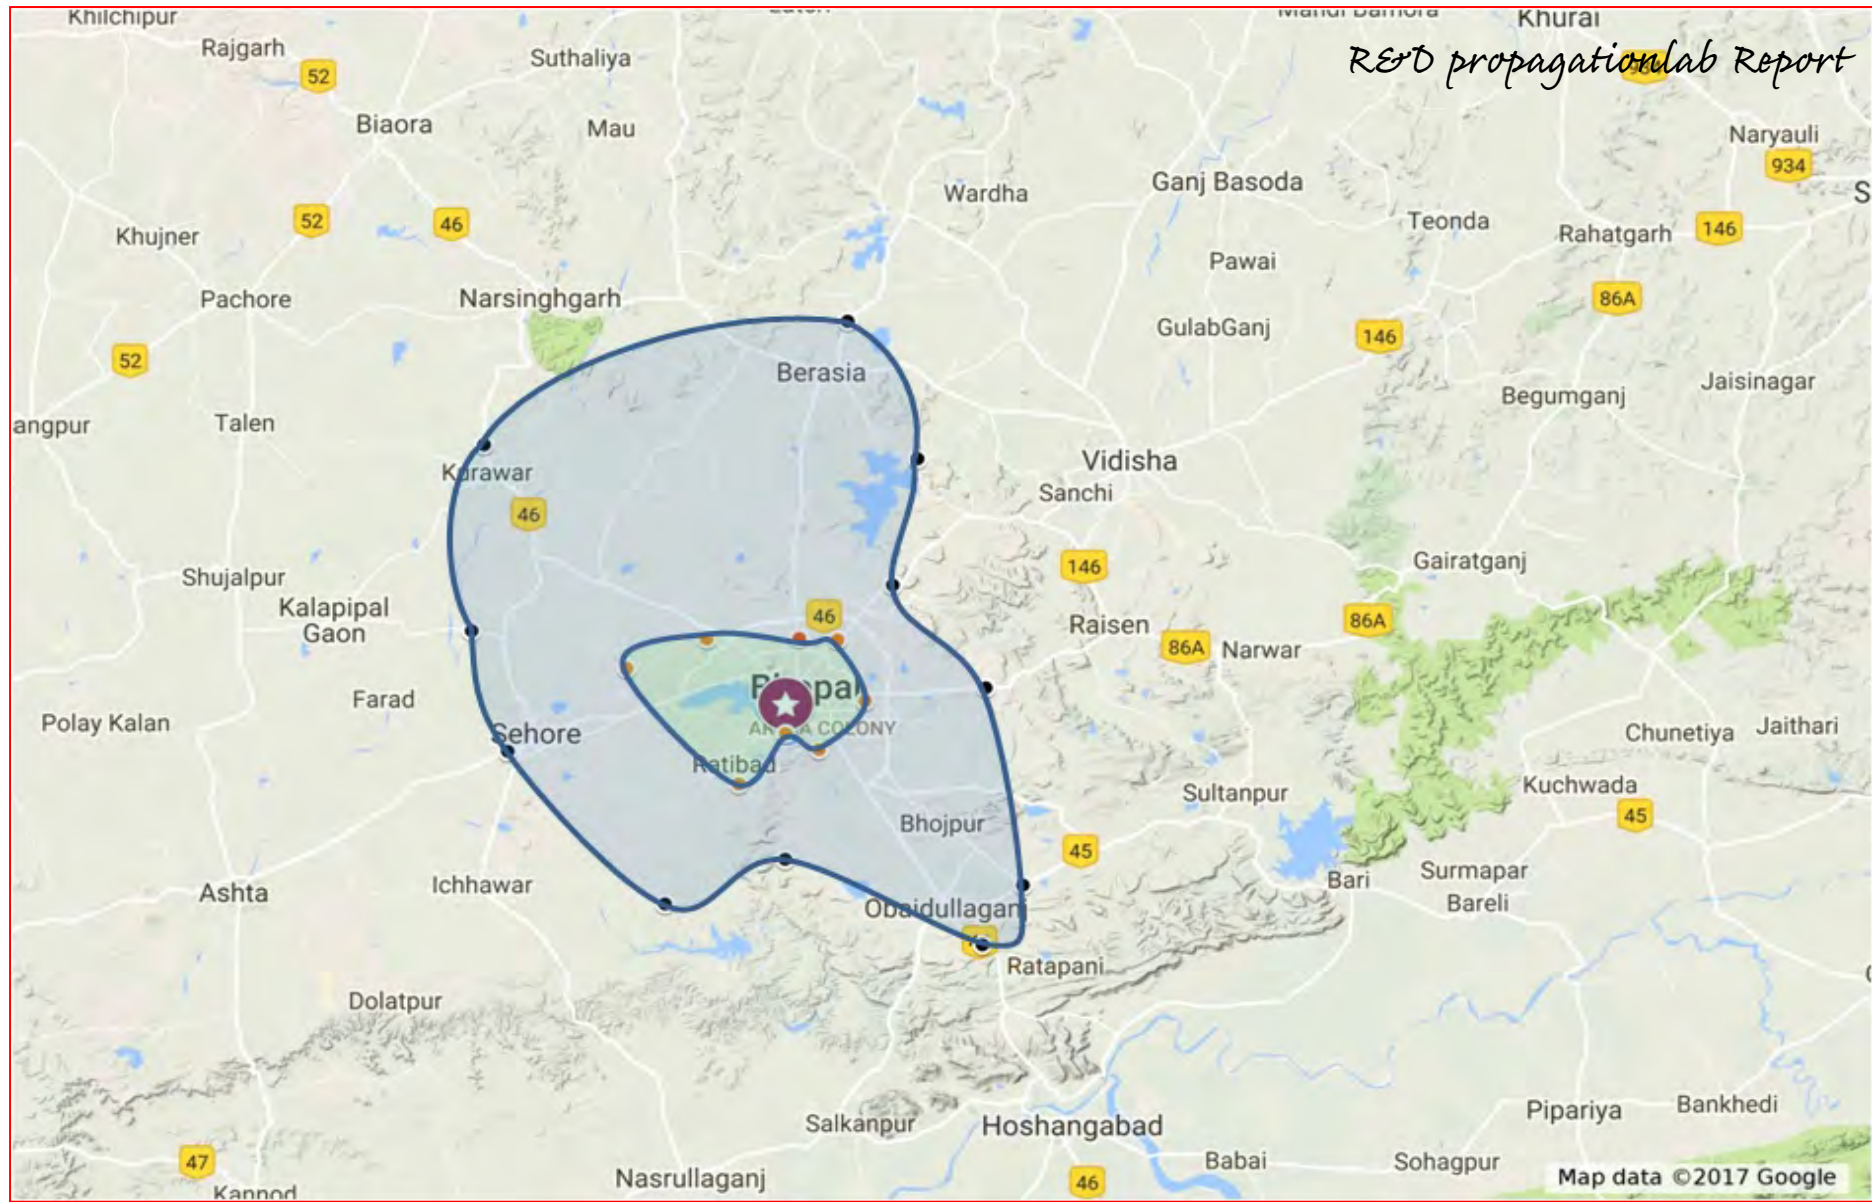 Khilchipur
Khurai
R&D propagationlab Report
Rajgarh
Suthaliya
52
Biaora
Mau
Naryauli
934
Wardha
Ganj Basoda
S
52
46
Teonda
Khujner
Rahatgarh
146
Pawai
Pachore
Narsinghgarh
86A
GulabGanj
146
52
Berasia
Jaisinagar
Begumganj
angpur
Talen
Vidisha
Kurawar
Sanchi
46
Gairatganj
146
Shujalpur
Kalapipal
Gaon
46
Raisen
86A
86A
Narwar
Farad
Polay Kalan
Sehore
Chunetiya
Jaithari
Ratibad
COLONY
Kuchwada
Sultanpur
45
Bhojpur
45
Surmapar
Bareli
Bari
Ashta
Ichhawar
Obaidullaganj
Ratapani
Dolatpur
Salkanpur
Hoshangabad
Pipariya
Bankhedi
47
Nasrullaganj
46
Babai
Sohagpur
Map data ©2017 Google
Kannod